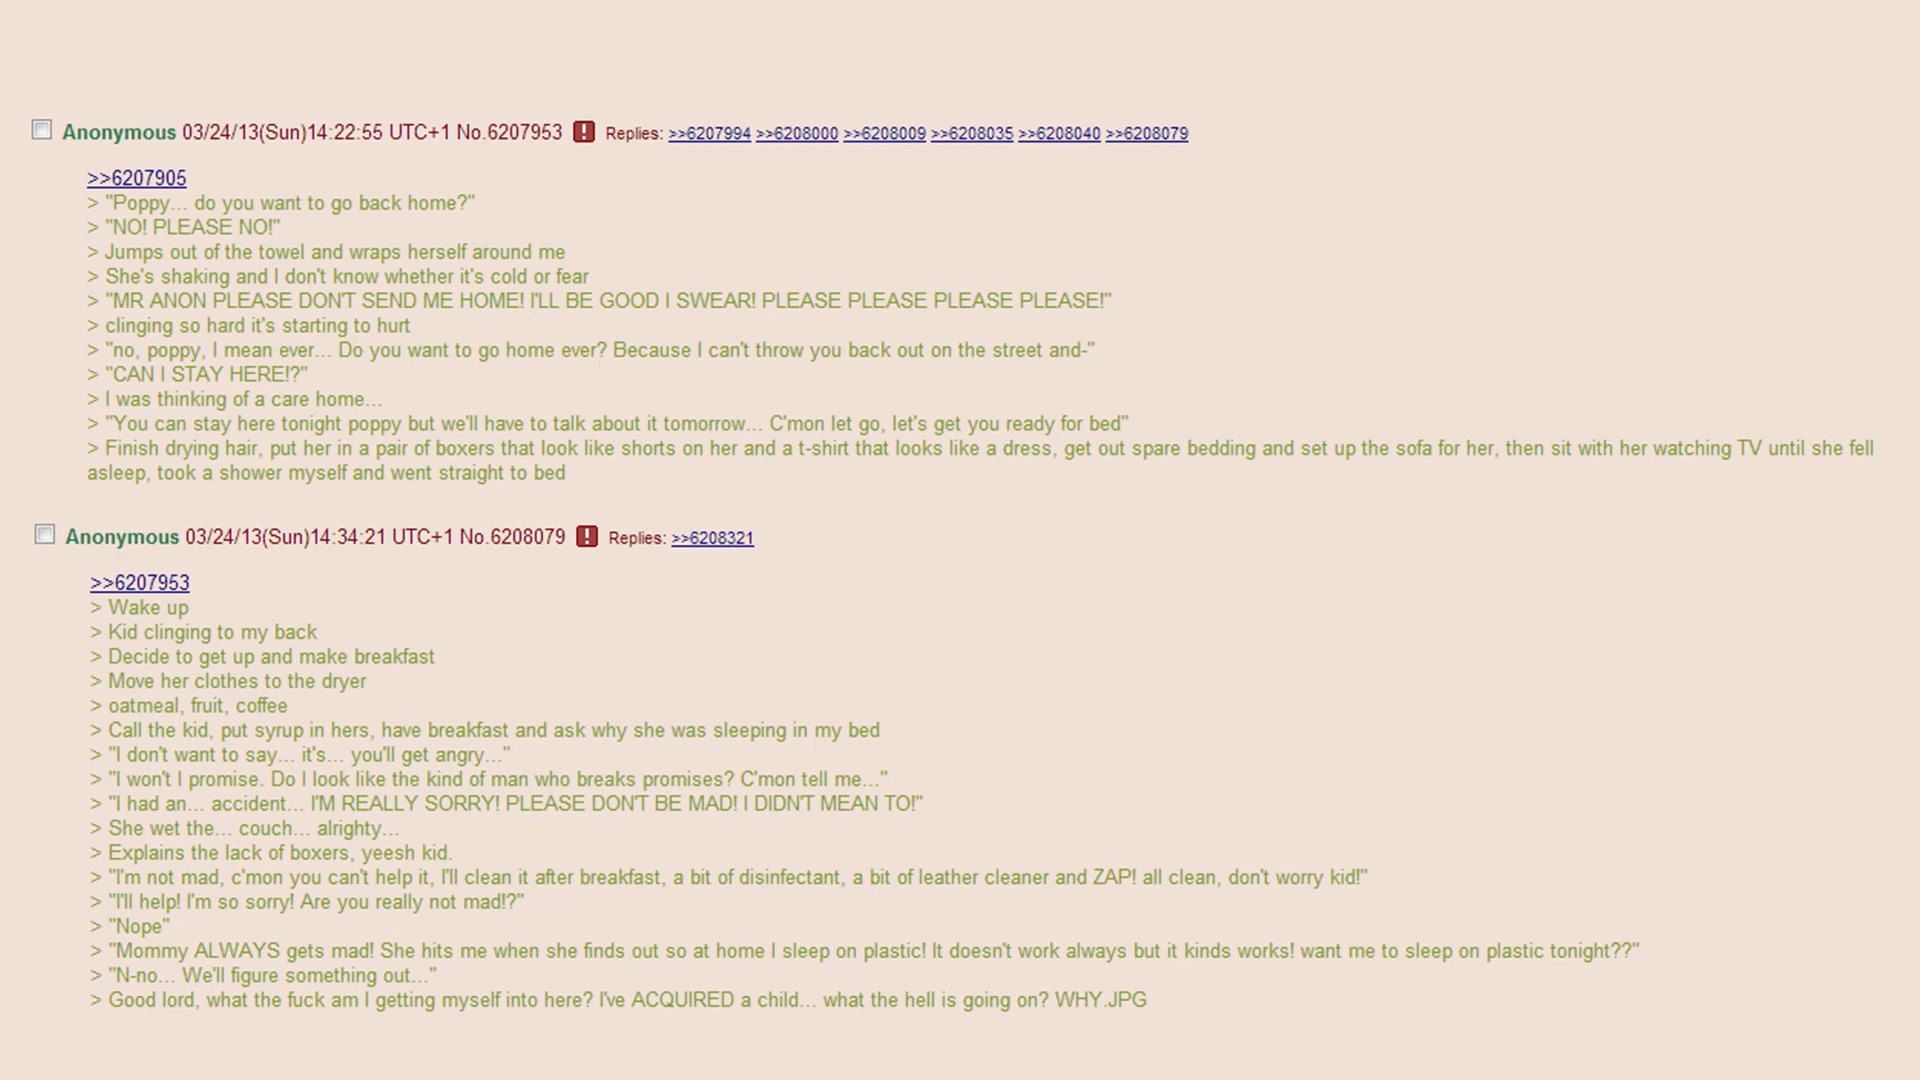 Anonymous 03/24/13(Sun)14:22:55 UTC+1 No.6207953 ! Replies: >>6207994 >>6208000 >>6208009 >>6208035 >>6208040 >>6208079
>>6207905
> "Poppy... do you want to go back home?"
> "NO! PLEASE NO!"
> Jumps out of the towel and wraps herself around me
> She's shaking and I don't know whether it's cold or fear
> "MR ANON PLEASE DON'T SEND ME HOME! I'LL BE GOOD I SWEAR! PLEASE PLEASE PLEASE PLEASE!"
> clinging so hard it's starting to hurt
> "no, poppy, I mean ever... Do you want to go home ever? Because I can't throw you back out on the street and-"
> "CAN I STAY HERE!?"
> I was thinking of a care home...
> "You can stay here tonight poppy but we'll have to talk about it tomorrow... C'mon let go, let's get you ready for bed"
> Finish drying hair, put her in a pair of boxers that look like shorts on her and a t-shirt that looks like a dress, get out spare bedding and set up the sofa for her, then sit with her watching TV until she fell
asleep, took a shower myself and went straight to bed
Anonymous 03/24/13(Sun)14:34:21 UTC+1 No.6208079 ! Replies: >>6208321
>>6207953
> Wake up
> Kid clinging to my back
> Decide to get up and make breakfast
> Move her clothes to the dryer
> oatmeal, fruit, coffee
> Call the kid, put syrup in hers, have breakfast and ask why she was sleeping in my bed
> "I don't want to say... it's... you'll get angry..."
> "I won't I promise. Do I look like the kind of man who breaks promises? C'mon tell me..."
> "I had an... accident... I'M REALLY SORRY! PLEASE DON'T BE MAD! I DIDN'T MEAN TO!"
> She wet the... couch... alrighty...
> Explains the lack of boxers, yeesh kid.
> "I'm not mad, c'mon you can't help it, I'll clean it after breakfast, a bit of disinfectant, a bit of leather cleaner and ZAP! all clean, don't worry kid!"
> "I'll help! I'm so sorry! Are you really not mad!?"
> "Nope"
> "Mommy ALWAYS gets mad! She hits me when she finds out so at home I sleep on plastic! It doesn't work always but it kinds works! want me to sleep on plastic tonight??"
> "N-no... We'll figure something out..."
> Good lord, what the fuck am I getting myself into here? I've ACQUIRED a child... what the hell is going on? WHY.JPG